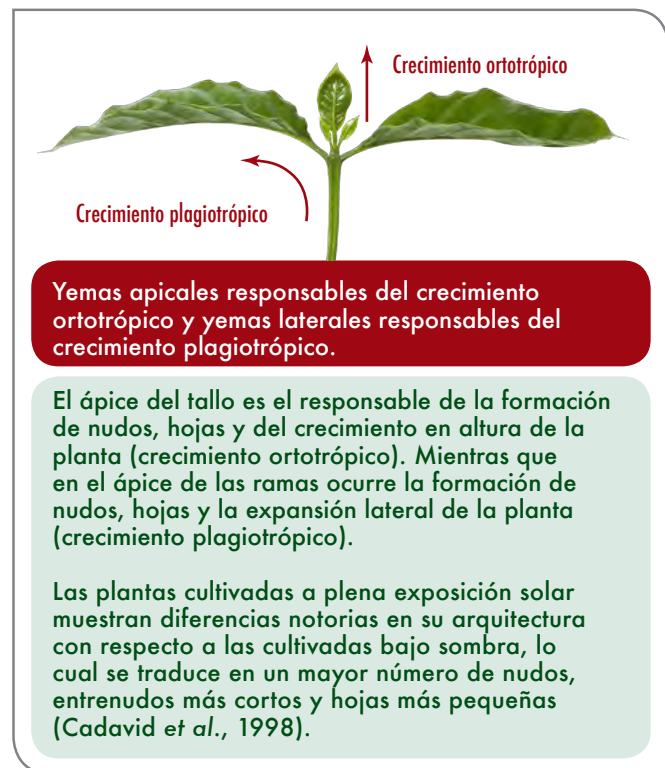 Crecimiento ortotrópico
Crecimiento plagiotrópico
Yemas apicales responsables del crecimiento
ortotrópico y yemas laterales responsables del
crecimiento plagiotrópico.
El ápice del tallo es el responsable de la formación
de nudos, hojas y del crecimiento en altura de la
planta (crecimiento ortotrópico). Mientras que
en el ápice de las ramas ocurre la formación de
nudos, hojas y la expansión lateral de la planta
(crecimiento plagiotrópico).
Las plantas cultivadas a plena exposición solar
muestran diferencias notorias en su arquitectura
con respecto a las cultivadas bajo sombra, lo
cual se traduce en un mayor número de nudos,
entrenudos más cortos y hojas más pequeñas
(Cadavid et al., 1998).